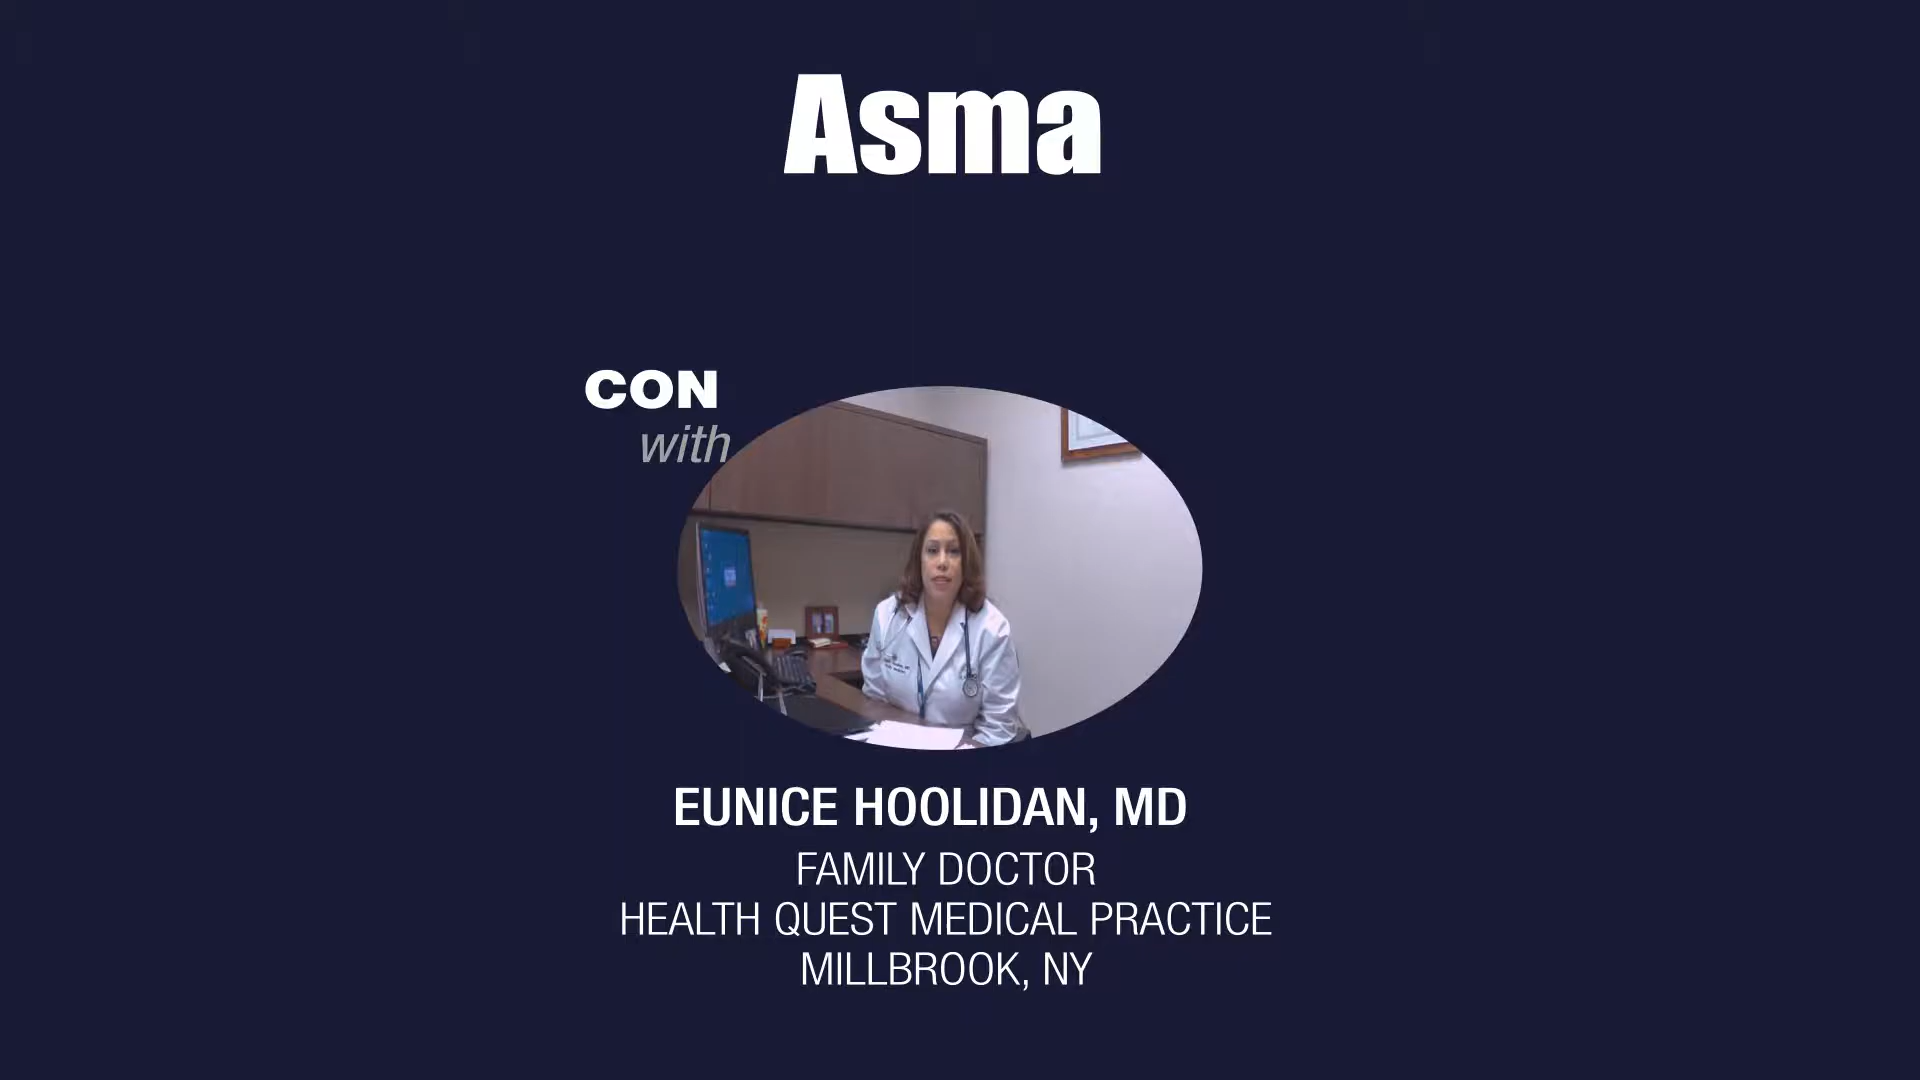 Asma
CON
with
EUNICE HOOLIDAN, MD
FAMILY DOCTOR
HEALTH QUEST MEDICAL PRACTICE
MILLBROOK, NY